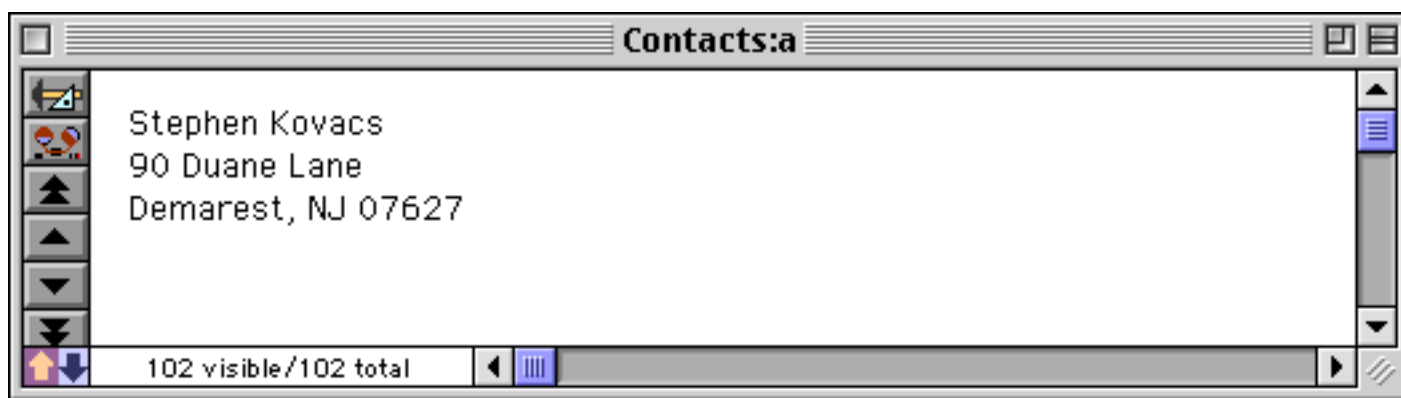 Contacts:a
Stephen Kovacs
90 Duane Lane
Demarest, NJ 07627
102 visible/102 total